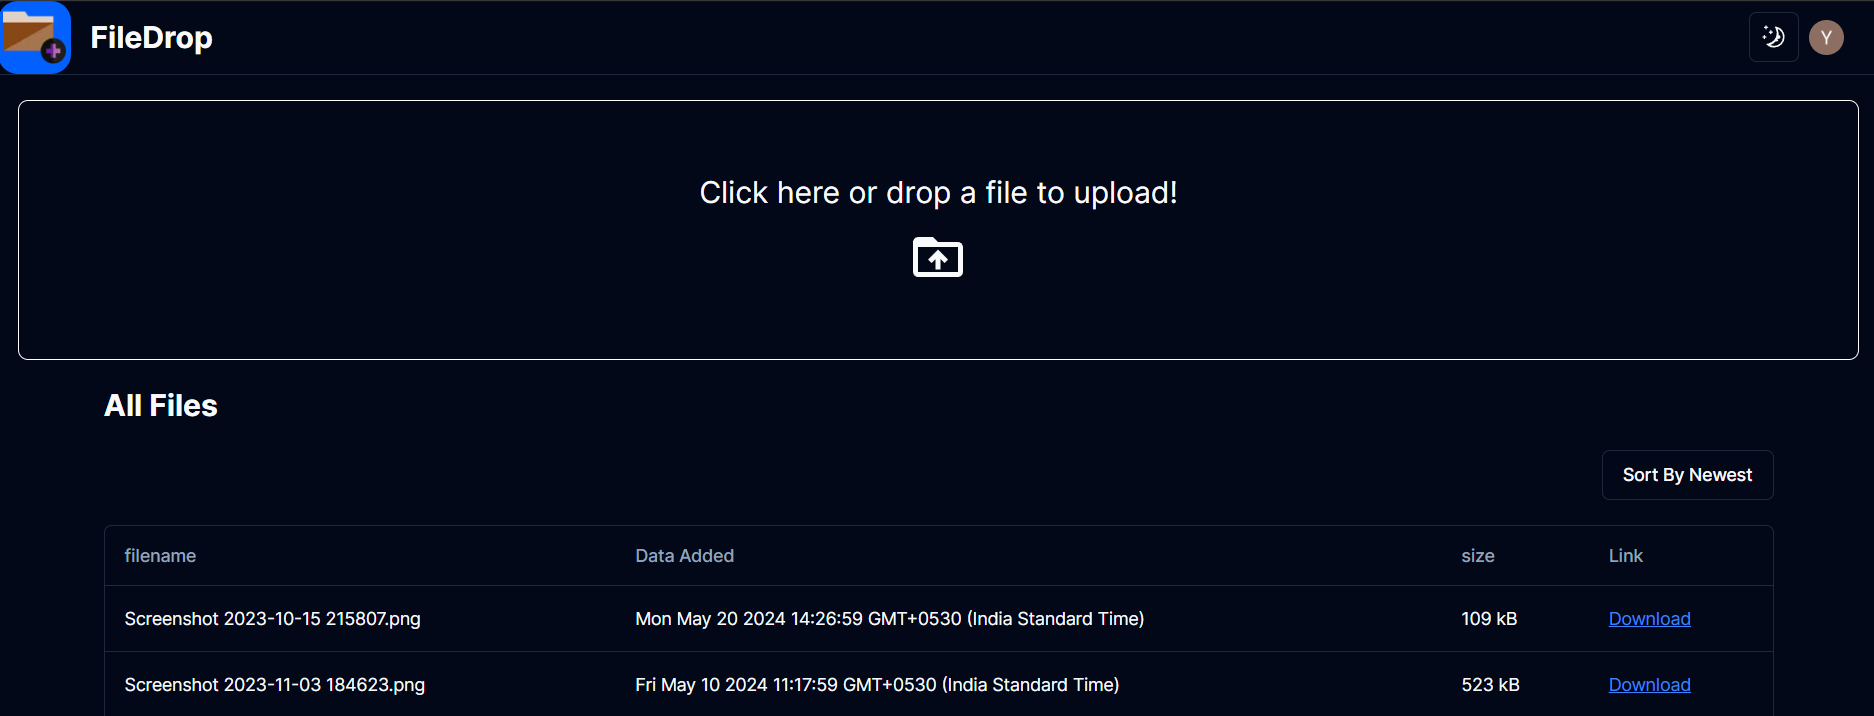 FileDrop
Y
Click here or drop a file to upload!
All Files
Sort By Newest
filename Data Added size Link
Screenshot 2023-10-15 215807.png Mon May 20 2024 14:26:59 GMT+0530 (India Standard Time) 109 kB Download
Screenshot 2023-11-03 184623.png Fri May 10 2024 11:17:59 GMT+0530 (India Standard Time) 523 kB Download